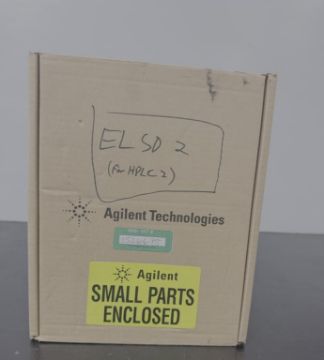 ELSD 2
(for HPLC 2)
Agilent Technologies
Agilent
SMALL PARTS
ENCLOSED